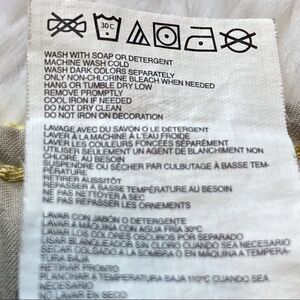 30 C
WASH WITH SOAP OR DETERGENT
MACHINE WASH COLD
WASH DARK COLORS SEPARATELY
ONLY NON-CHLORINE BLEACH WHEN NEEDED
HANG OR TUMBLE DRY LOW
REMOVE PROMPTLY
COOL IRON IF NEEDED
DO NOT DRY CLEAN
DO NOT IRON ON DECORATION
LAVAGE AVEC DU SAVON O LE DETERGENT
LAVER À LA MACHINE À L'EAU FROIDE
LAVER LES COULEURS FONCÉES SÉPARÉMENT
UTILISER SEULEMENT UN AGENT DE BLANCHIMENT NON
CHLORÉ, AU BESOIN
SUSPENDRE OU SÉCHER PAR CULBUTAGE À BASSE TEM-
PÉRATURE
RETIRER AUSSITÔT
REPASSER À BASSE TEMPÉRATURE AU BESOIN
NE PAS NETTOYER A SEC
NE PAS REPASSER LES ORNEMENTS
LAVAR CON JABÓN O DETERGENTE
LAVAR A MÁQUINA CON AGUA FRÍA 30°C
LAVAR LOS COLORES OSCUROS POR SEPARADO
USAR BLANQUEADOR SIN CLORO CUANDO SEA NECESARIO
SECAR COLGADO A LA SOMBRA O EN MÁQUINA A TEMPERATURA
BAJA
RETIRAR PRONTO
PLANCHAR A TEMPERATURA BAJA 110°C CUANDO SEA
NECESARIO
NO LAVAR EN SECO